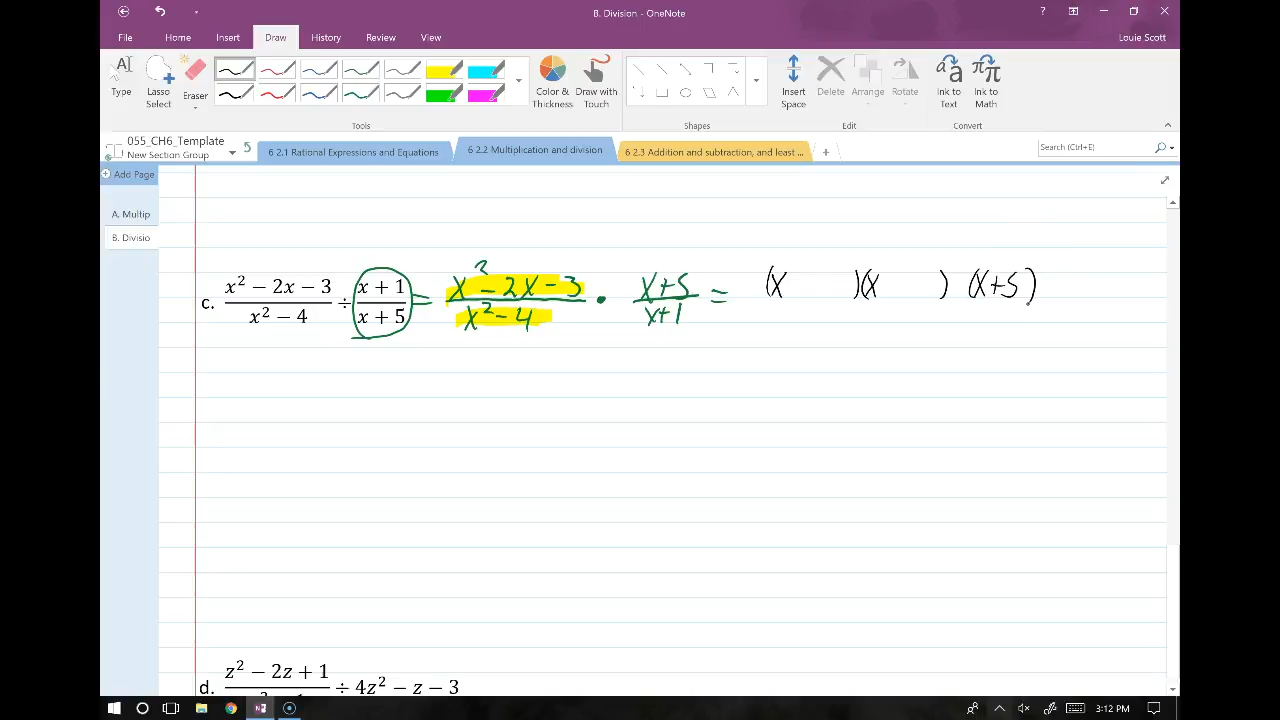 B. Division - OneNote
File Home Insert Draw History Review View Louie Scott
Type Lasso Select Eraser Color & Thickness Draw with Touch Insert Space Delete Arrange Rotate Ink to Text Ink to Math
Tools Shapes Edit Convert
055_CH6_Template
New Section Group
6 2.1 Rational Expressions and Equations 6 2.2 Multiplication and division 6 2.3 Addition and subtraction, and least ... Search (Ctrl+E)
Add Page
A. Multip
B. Divisio
c. (x² − 2x − 3)/(x² − 4) ÷ (x + 1)/(x + 5) = (x² − 2x − 3)/(x² − 4) • (x+5)/(x+1) = (x )(x ) (x+5)
d. z² − 2z + 1 ÷ 4z² − z − 3
3:12 PM